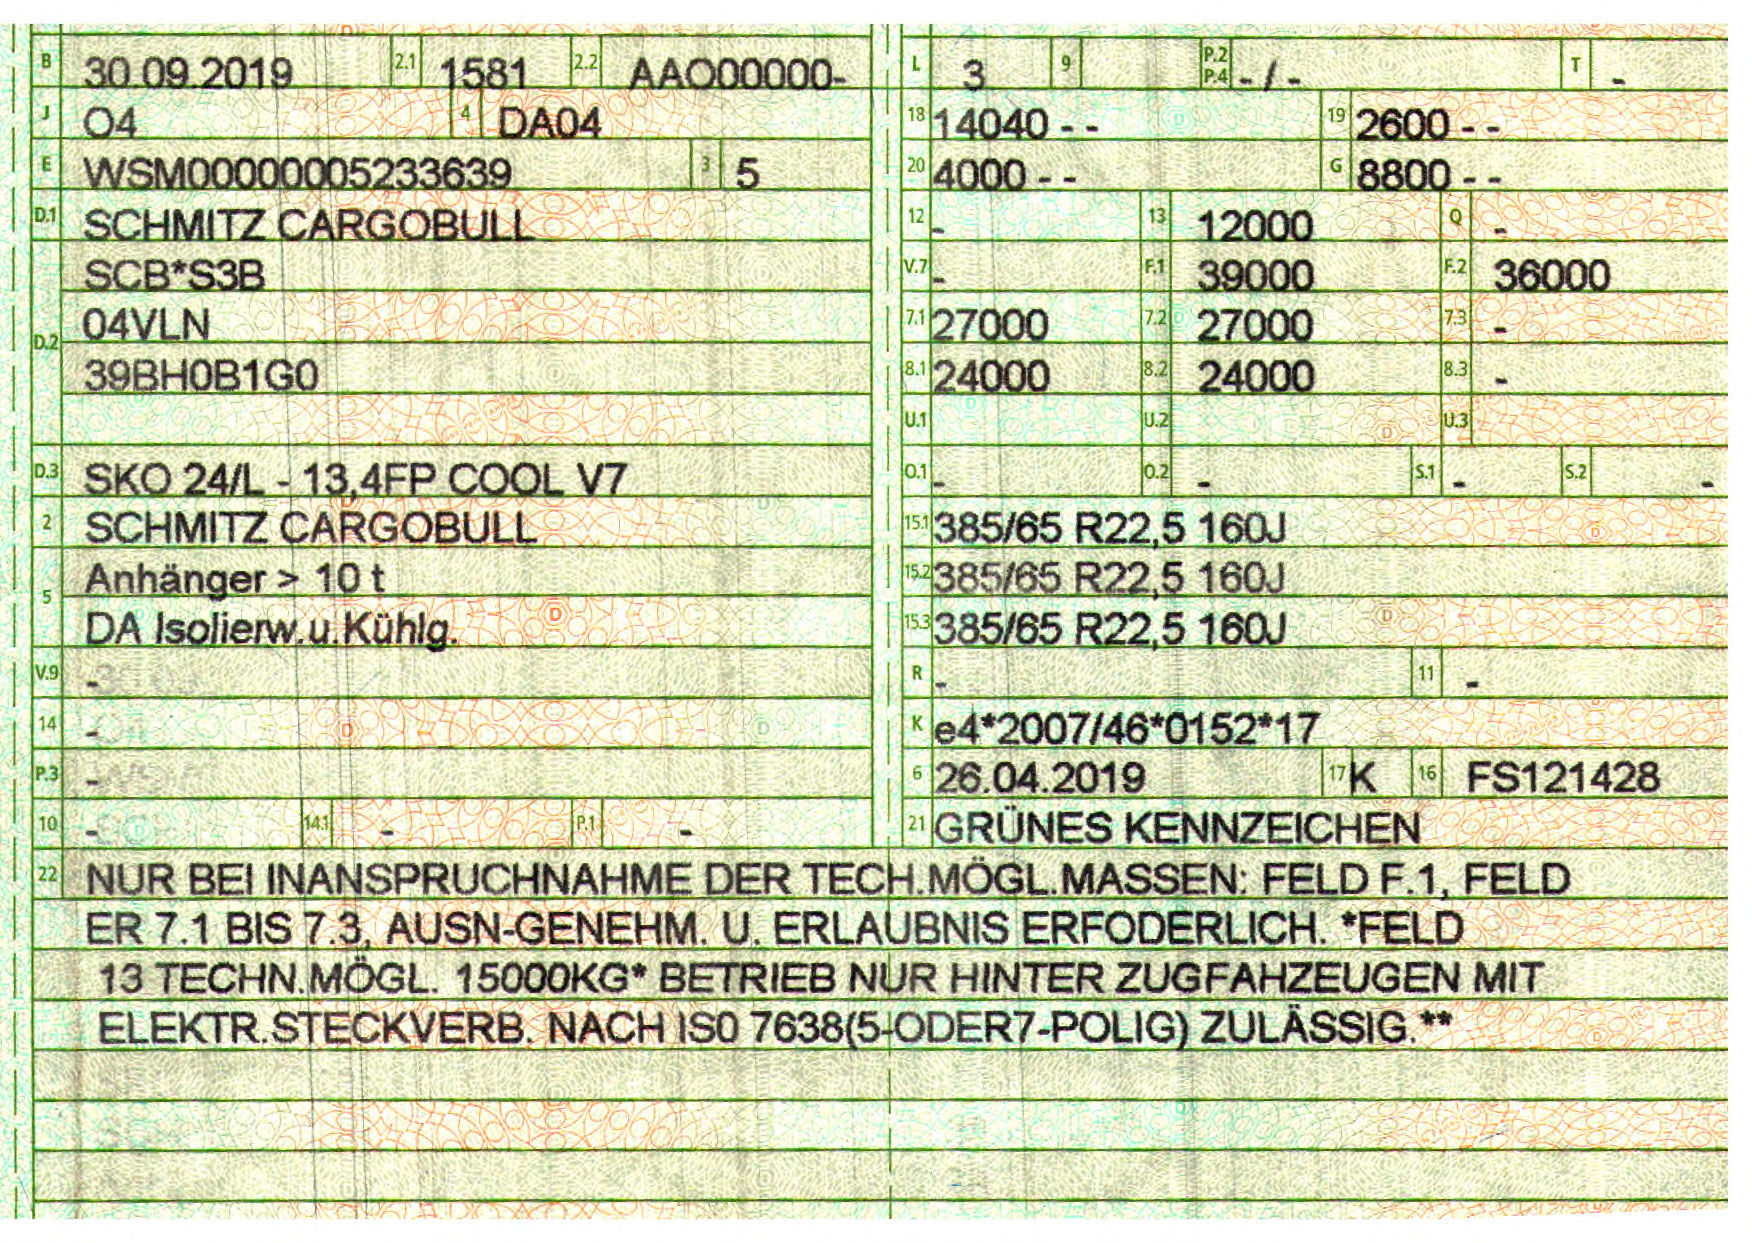 B 30.09.2019 2.1 1581 2.2 AAO00000-
J O4 4 DA04
E WSM00000005233639 3 5
D.1 SCHMITZ CARGOBULL
SCB*S3B
D.2 04VLN
39BH0B1G0
D.3 SKO 24/L - 13,4FP COOL V7
2 SCHMITZ CARGOBULL
5 Anhänger > 10 t
DA Isolierw.u.Kühlg.
V.9 -
14 -
P.3 -
10 - 14.1 - P.1 -
L 3 9 P.2 P.4 - / - T -
18 14040 - - 19 2600 - -
20 4000 - - G 8800 - -
12 - 13 12000 Q -
V.7 - F.1 39000 F.2 36000
7.1 27000 7.2 27000 7.3 -
8.1 24000 8.2 24000 8.3 -
U.1 U.2 U.3
O.1 - O.2 - S.1 - S.2 -
15.1 385/65 R22,5 160J
15.2 385/65 R22,5 160J
15.3 385/65 R22,5 160J
R - 11 -
K e4*2007/46*0152*17
6 26.04.2019 17 K 16 FS121428
21 GRÜNES KENNZEICHEN
22 NUR BEI INANSPRUCHNAHME DER TECH.MÖGL.MASSEN: FELD F.1, FELD
ER 7.1 BIS 7.3, AUSN-GENEHM. U. ERLAUBNIS ERFODERLICH. *FELD
13 TECHN.MÖGL. 15000KG* BETRIEB NUR HINTER ZUGFAHZEUGEN MIT
ELEKTR.STECKVERB. NACH IS0 7638(5-ODER7-POLIG) ZULÄSSIG.**